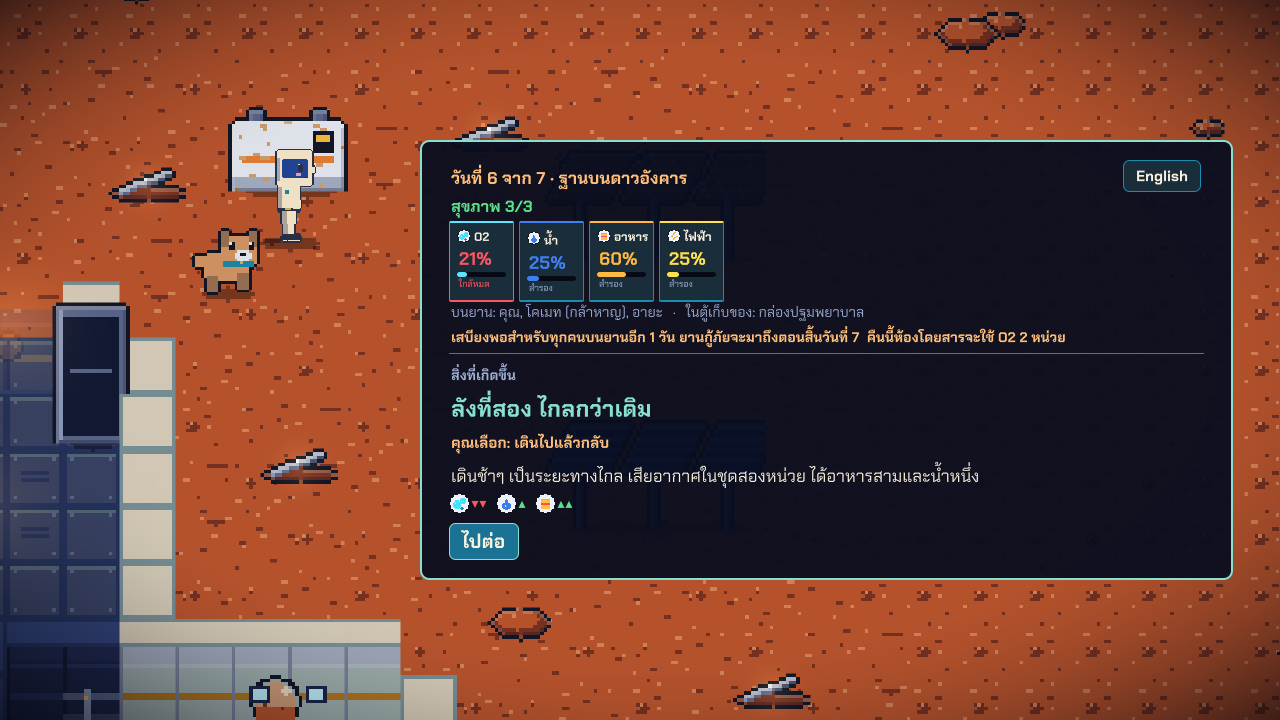 วันที่ 6 จาก 7 · ฐานบนดาวอังคาร
English
สุขภาพ 3/3
O2
21%
ใกล้หมด
น้ำ
25%
สำรอง
อาหาร
60%
สำรอง
ไฟฟ้า
25%
สำรอง
บนยาน: คุณ, โคเมท (กล้าหาญ), อายะ · ในตู้เก็บของ: กล่องปฐมพยาบาล
เสบียงพอสำหรับทุกคนบนยานอีก 1 วัน ยานกู้ภัยจะมาถึงตอนสิ้นวันที่ 7 คืนนี้ห้องโดยสารจะใช้ O2 2 หน่วย
สิ่งที่เกิดขึ้น
ลังที่สอง ไกลกว่าเดิม
คุณเลือก: เดินไปแล้วกลับ
เดินช้าๆ เป็นระยะทางไกล เสียอากาศในชุดสองหน่วย ได้อาหารสามและน้ำหนึ่ง
ไปต่อ